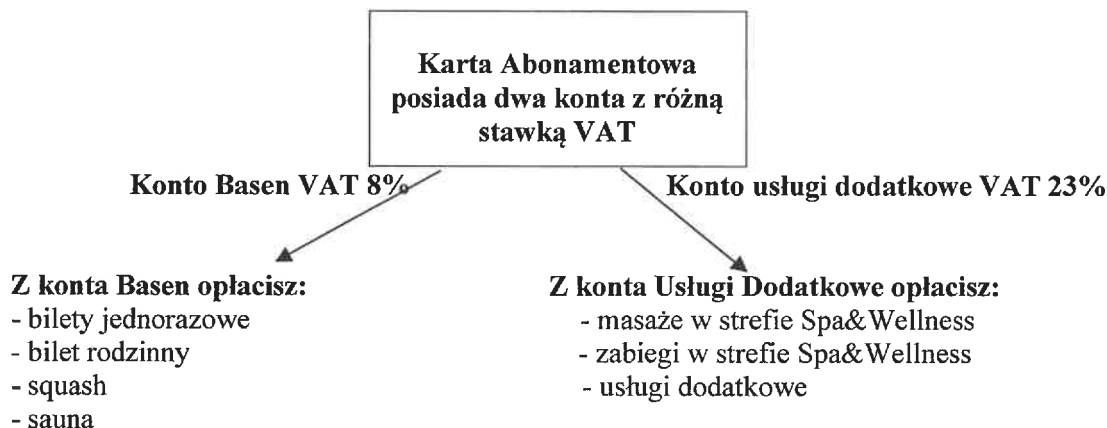 Karta Abonamentowa
posiada dwa konta z różną
stawką VAT
Konto Basen VAT 8%
Konto usługi dodatkowe VAT 23%
Z konta Basen opłacisz:
- bilety jednorazowe
- bilet rodzinny
- squash
- sauna
Z konta Usługi Dodatkowe opłacisz:
- masaże w strefie Spa&Wellness
- zabiegi w strefie Spa&Wellness
- usługi dodatkowe